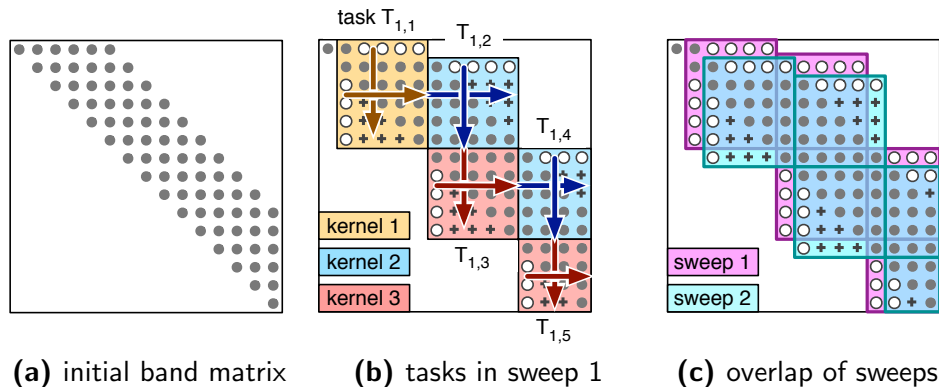 task T1,1
T1,2
T1,4
kernel 1
kernel 2
kernel 3
T1,3
T1,5
sweep 1
sweep 2
(a) initial band matrix
(b) tasks in sweep 1
(c) overlap of sweeps